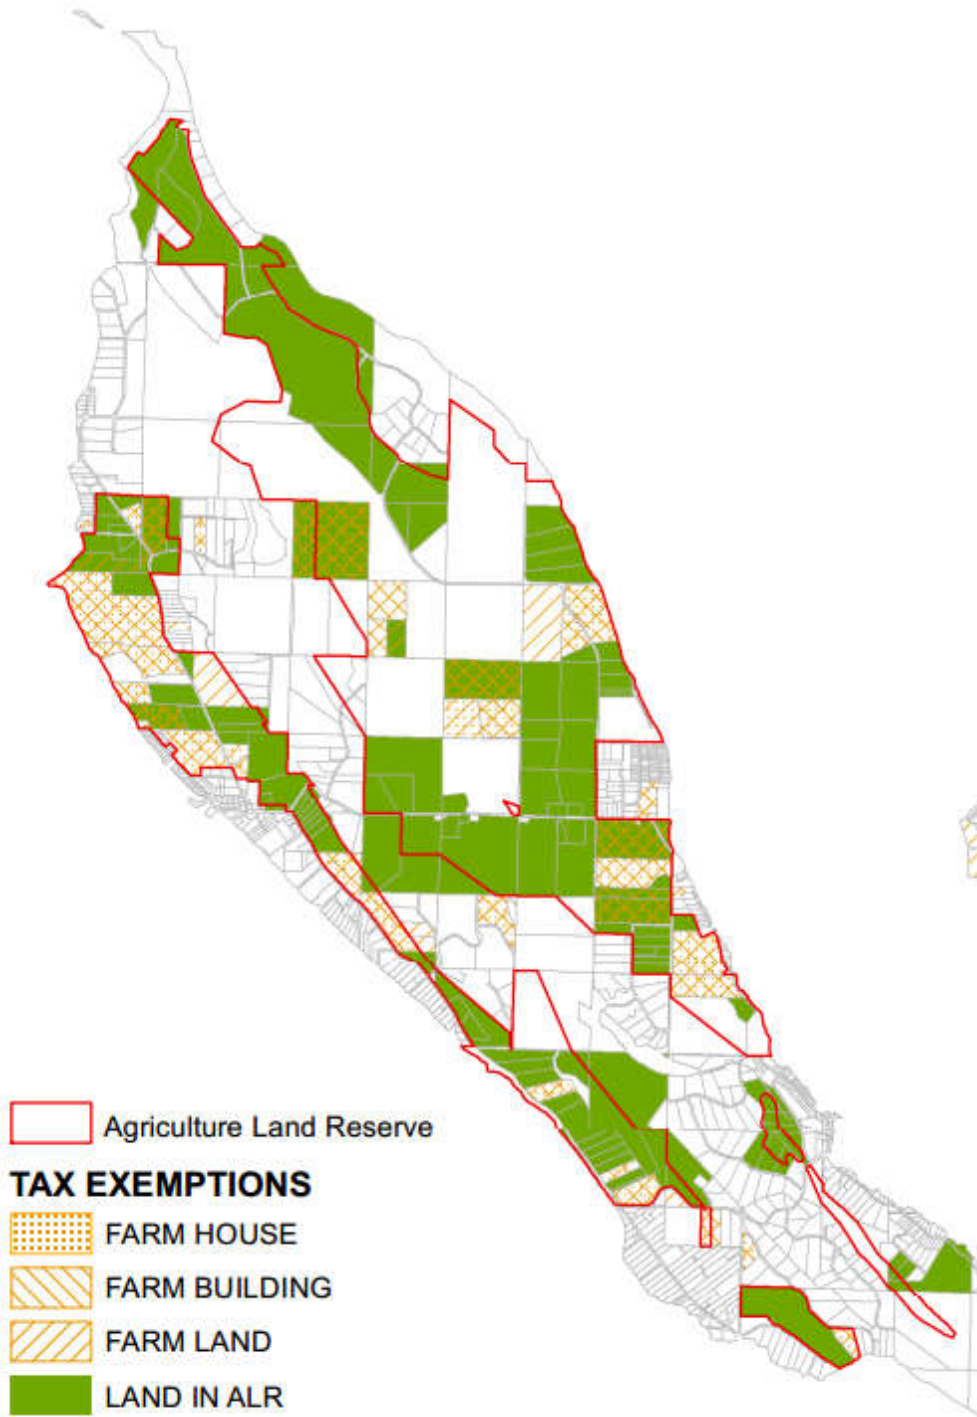 Agriculture Land Reserve
TAX EXEMPTIONS
FARM HOUSE
FARM BUILDING
FARM LAND
LAND IN ALR